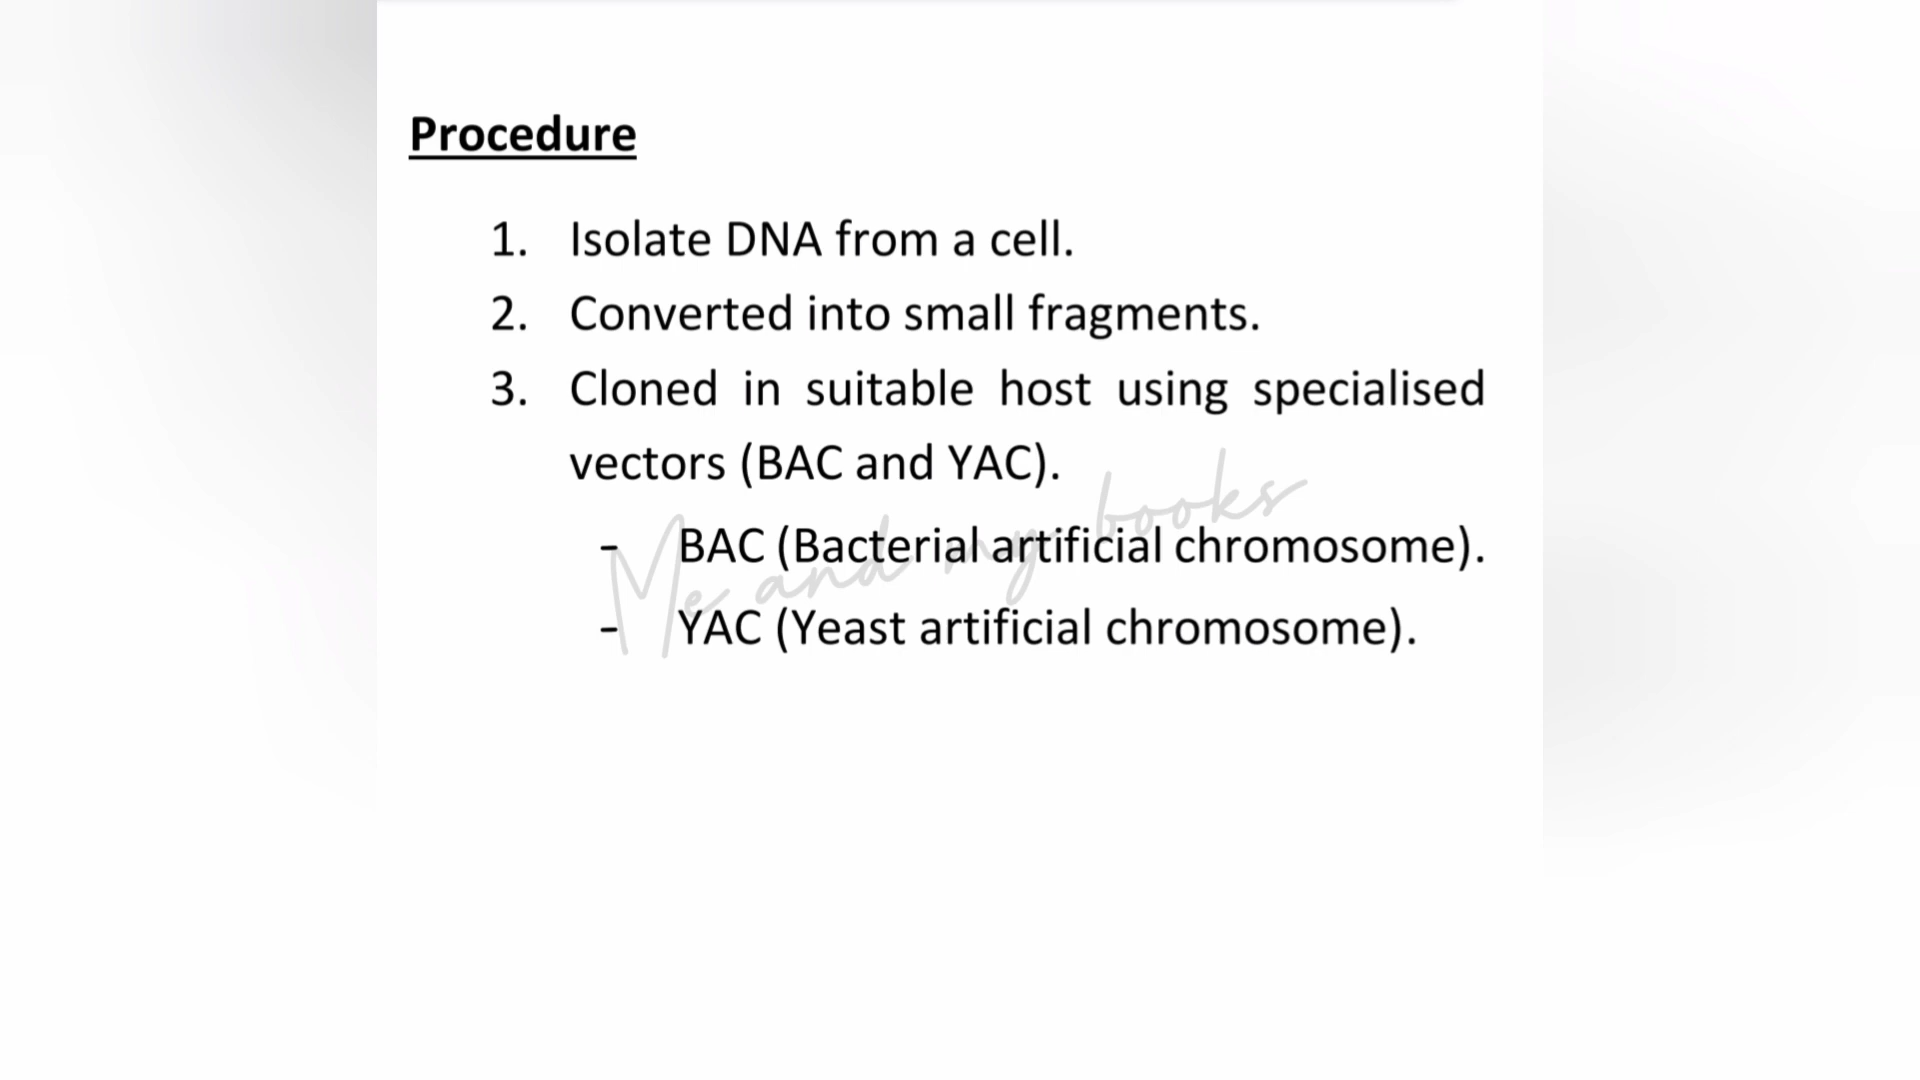 Procedure
1. Isolate DNA from a cell.
2. Converted into small fragments.
3. Cloned in suitable host using specialised
vectors (BAC and YAC).
- BAC (Bacterial artificial chromosome).
- YAC (Yeast artificial chromosome).
Me and my books